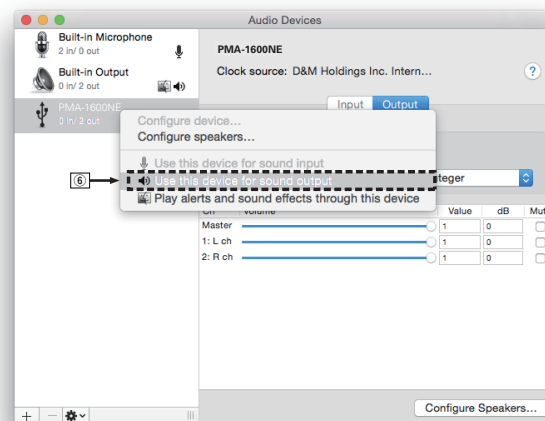 Audio Devices
Built-in Microphone
2 in/ 0 out
Built-in Output
0 in/ 2 out
PMA-1600NE
0 in/ 2 out
PMA-1600NE
Clock source: D&M Holdings Inc. Intern...
?
Input Output
Configure device...
Configure speakers...
Use this device for sound input
⑥
Use this device for sound output
Play alerts and sound effects through this device
teger
Ch Volume Value dB Mut
Master 1 0
1: L ch 1 0
2: R ch 1 0
Configure Speakers...